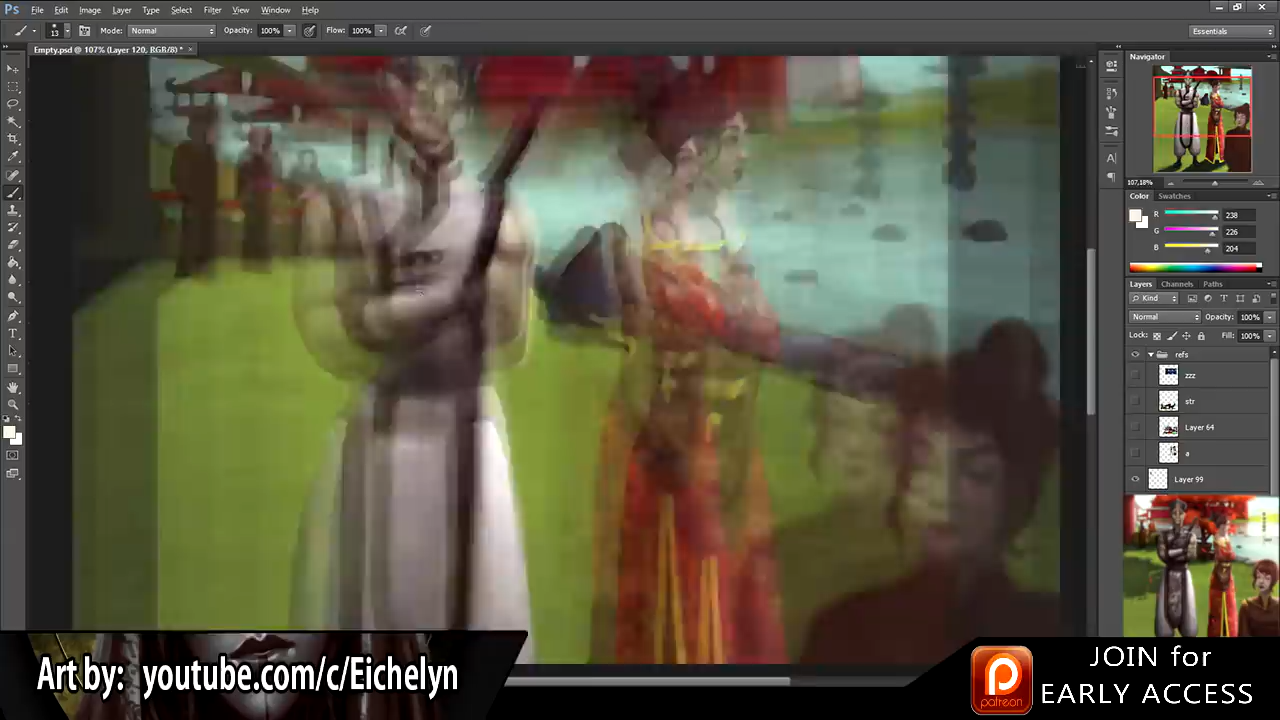 Ps File Edit Image Layer Type Select Filter View Window Help
13 Mode: Normal Opacity: 100% Flow: 100% Essentials
Empty.psd @ 107% (Layer 120, RGB/8) * ×
Navigator
107,18%
Color Swatches
R 238
G 226
B 204
Layers Channels Paths
Kind
Normal Opacity: 100%
Lock: Fill: 100%
refs
zzz
str
Layer 64
a
Layer 99
Art by: youtube.com/c/Eichelyn
JOIN for
EARLY ACCESS
patreon